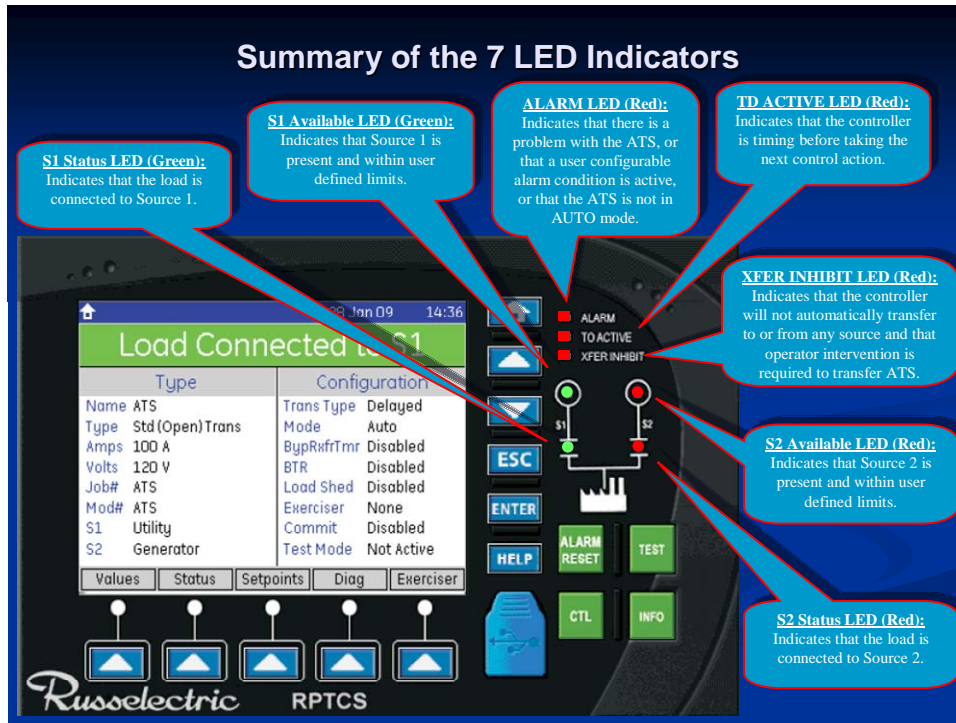 Summary of the 7 LED Indicators
S1 Status LED (Green):
Indicates that the load is
connected to Source 1.
S1 Available LED (Green):
Indicates that Source 1 is
present and within user
defined limits.
ALARM LED (Red):
Indicates that there is a
problem with the ATS, or
that a user configurable
alarm condition is active,
or that the ATS is not in
AUTO mode.
TD ACTIVE LED (Red):
Indicates that the controller
is timing before taking the
next control action.
XFER INHIBIT LED (Red):
Indicates that the controller
will not automatically transfer
to or from any source and that
operator intervention is
required to transfer ATS.
S2 Available LED (Red):
Indicates that Source 2 is
present and within user
defined limits.
S2 Status LED (Red):
Indicates that the load is
connected to Source 2.
Jan 09 14:36
Load Connected to S1
Type
Name ATS
Type Std (Open) Trans
Amps 100 A
Volts 120 V
Job# ATS
Mod# ATS
S1 Utility
S2 Generator
Configuration
Trans Type Delayed
Mode Auto
BypRxfrTmr Disabled
BTR Disabled
Load Shed Disabled
Exerciser None
Commit Disabled
Test Mode Not Active
Values Status Setpoints Diag Exerciser
ESC
ENTER
HELP
ALARM
TO ACTIVE
XFER INHIBIT
S1 S2
ALARM
RESET
TEST
CTL
INFO
Russelectric
RPTCS